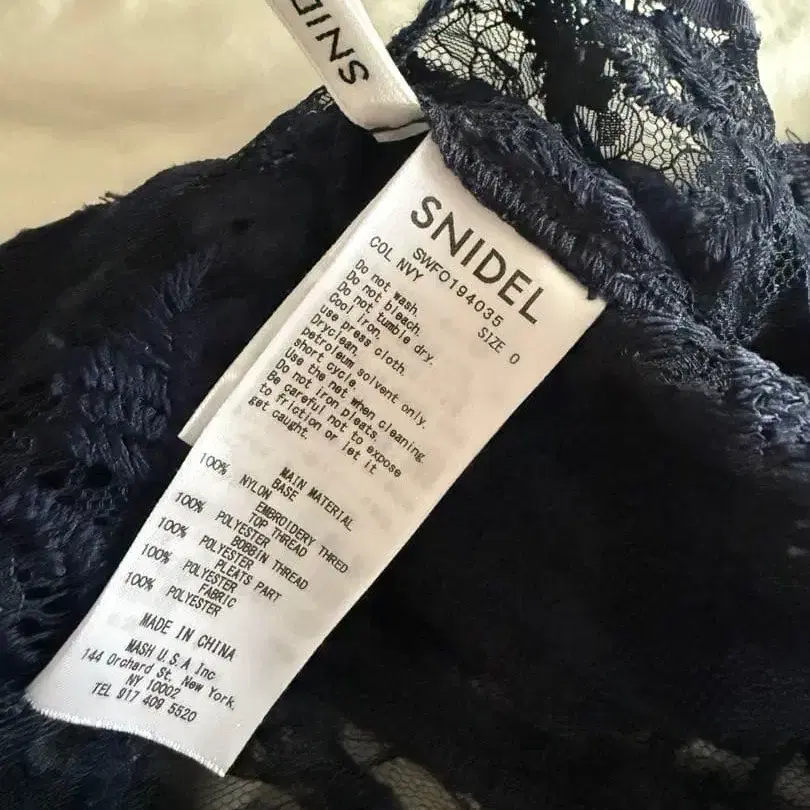 SNID
SNIDEL
SWFO194035
COL NVY SIZE 0
Do not wash.
Do not bleach.
Do not tumble dry.
Cool iron,
use press cloth.
Dryclean,
petroleum solvent only.
short cycle.
Use the net when cleaning.
Do not iron pleats.
Be careful not to expose
to friction or let it
get caught.
MAIN MATERIAL
BASE
100% NYLON
EMBROIDERY THRED
TOP THREAD
100% POLYESTER
BOBBIN THREAD
100% POLYESTER
PLEATS PART
100% POLYESTER
FABRIC
100% POLYESTER
MADE IN CHINA
MASH U.S.A Inc
144 Orchard St. New York,
NY 10002
TEL 917 409 5520